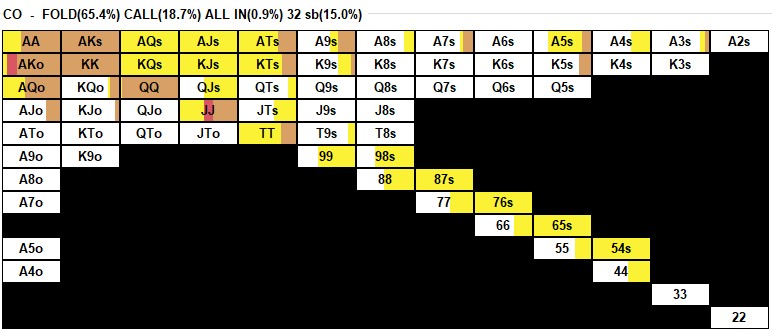 CO - FOLD(65.4%) CALL(18.7%) ALL IN(0.9%) 32 sb(15.0%)
AA AKs AQs AJs ATs A9s A8s A7s A6s A5s A4s A3s A2s
AKo KK KQs KJs KTs K9s K8s K7s K6s K5s K4s K3s
AQo KQo QQ QJs QTs Q9s Q8s Q7s Q6s Q5s
AJo KJo QJo JJ JTs J9s J8s
ATo KTo QTo JTo TT T9s T8s
A9o K9o 99 98s
A8o 88 87s
A7o 77 76s
66 65s
A5o 55 54s
A4o 44
33
22